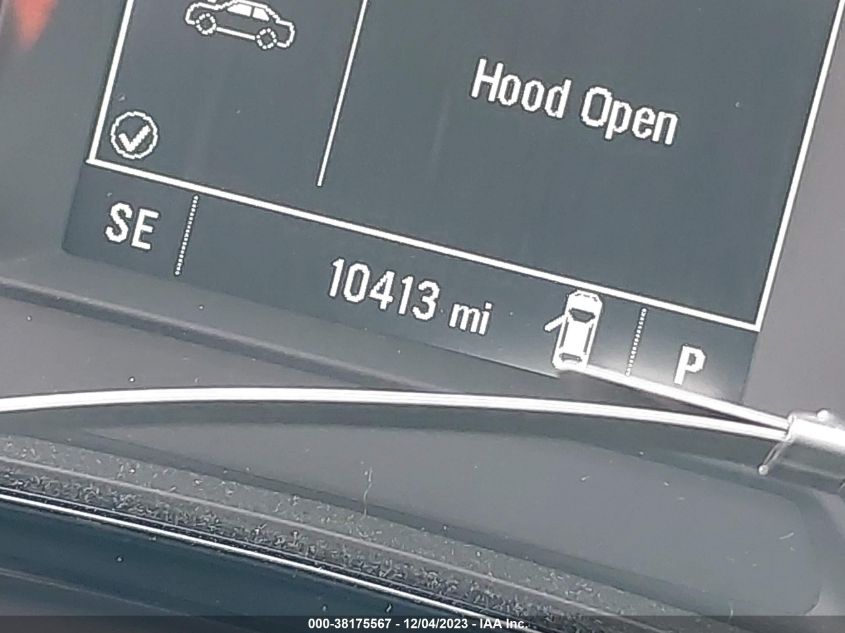 Hood Open
SE
10413 mi
P
000-38175567 - 12/04/2023 - IAA Inc.